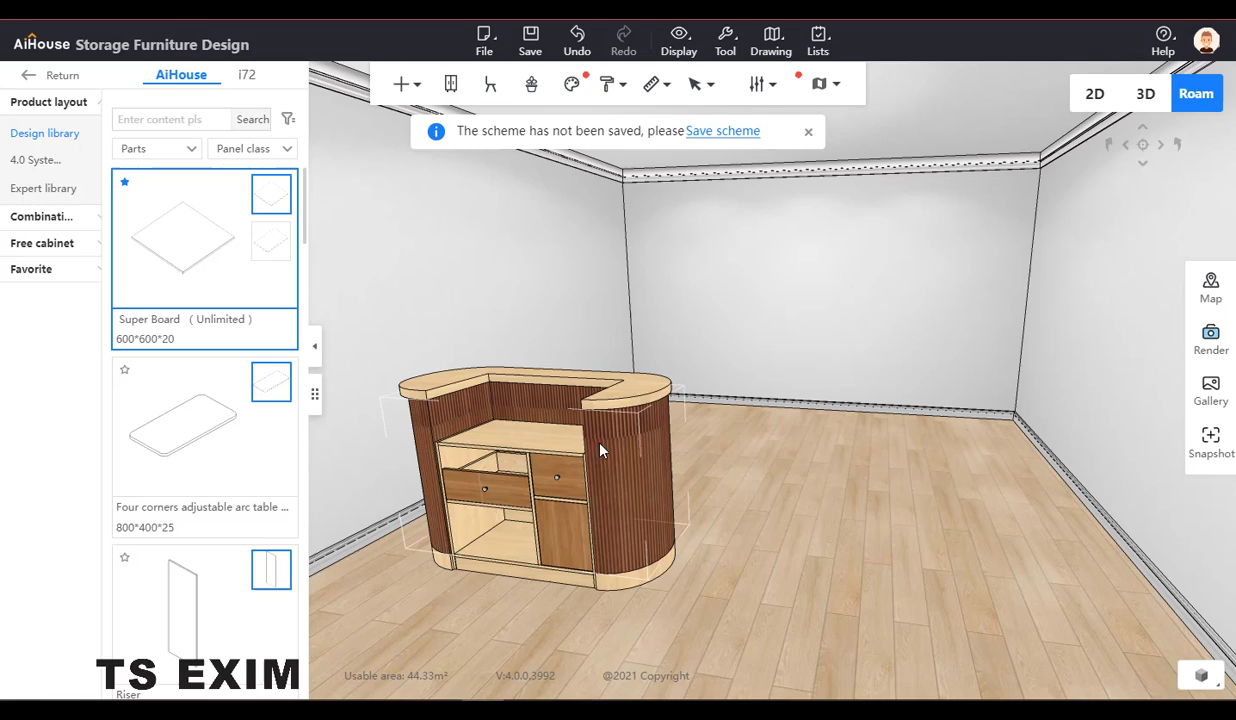 AiHouse Storage Furniture Design
File
Save
Undo
Redo
Display
Tool
Drawing
Lists
Help
Return
AiHouse
i72
2D
3D
Roam
Product layout
Design library
4.0 Syste...
Expert library
Combinati...
Free cabinet
Favorite
Enter content pls
Search
Parts
Panel class
The scheme has not been saved, please Save scheme
Super Board ( Unlimited )
600*600*20
Four corners adjustable arc table ...
800*400*25
Riser
Map
Render
Gallery
Snapshot
TS EXIM
Usable area: 44.33m²
V:4.0.0.3992
@2021 Copyright